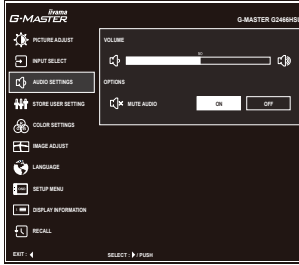 iiyama
G-MASTER
G-MASTER G2466HS
PICTURE ADJUST
INPUT SELECT
AUDIO SETTINGS
STORE USER SETTING
COLOR SETTINGS
IMAGE ADJUST
LANGUAGE
SETUP MENU
DISPLAY INFORMATION
RECALL
VOLUME
OPTIONS
MUTE AUDIO
ON
OFF
EXIT :
SELECT : / PUSH